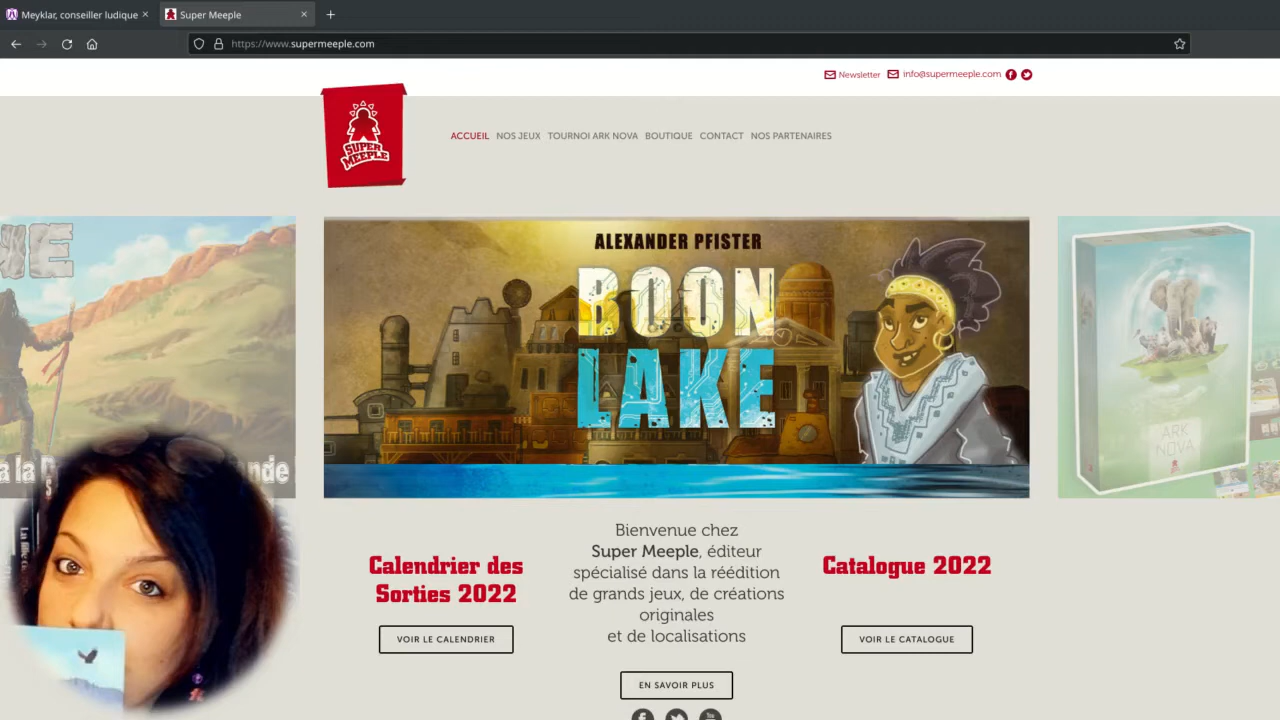 Meyklar, conseiller ludique
Super Meeple
https://www.supermeeple.com
Newsletter
info@supermeeple.com
SUPER
MEEPLE
ACCUEIL NOS JEUX TOURNOI ARK NOVA BOUTIQUE CONTACT NOS PARTENAIRES
ALEXANDER PFISTER
BOON
LAKE
ARK
NOVA
a la
Calendrier des
Sorties 2022
VOIR LE CALENDRIER
Bienvenue chez
Super Meeple, éditeur
spécialisé dans la réédition
de grands jeux, de créations
originales
et de localisations
EN SAVOIR PLUS
Catalogue 2022
VOIR LE CATALOGUE